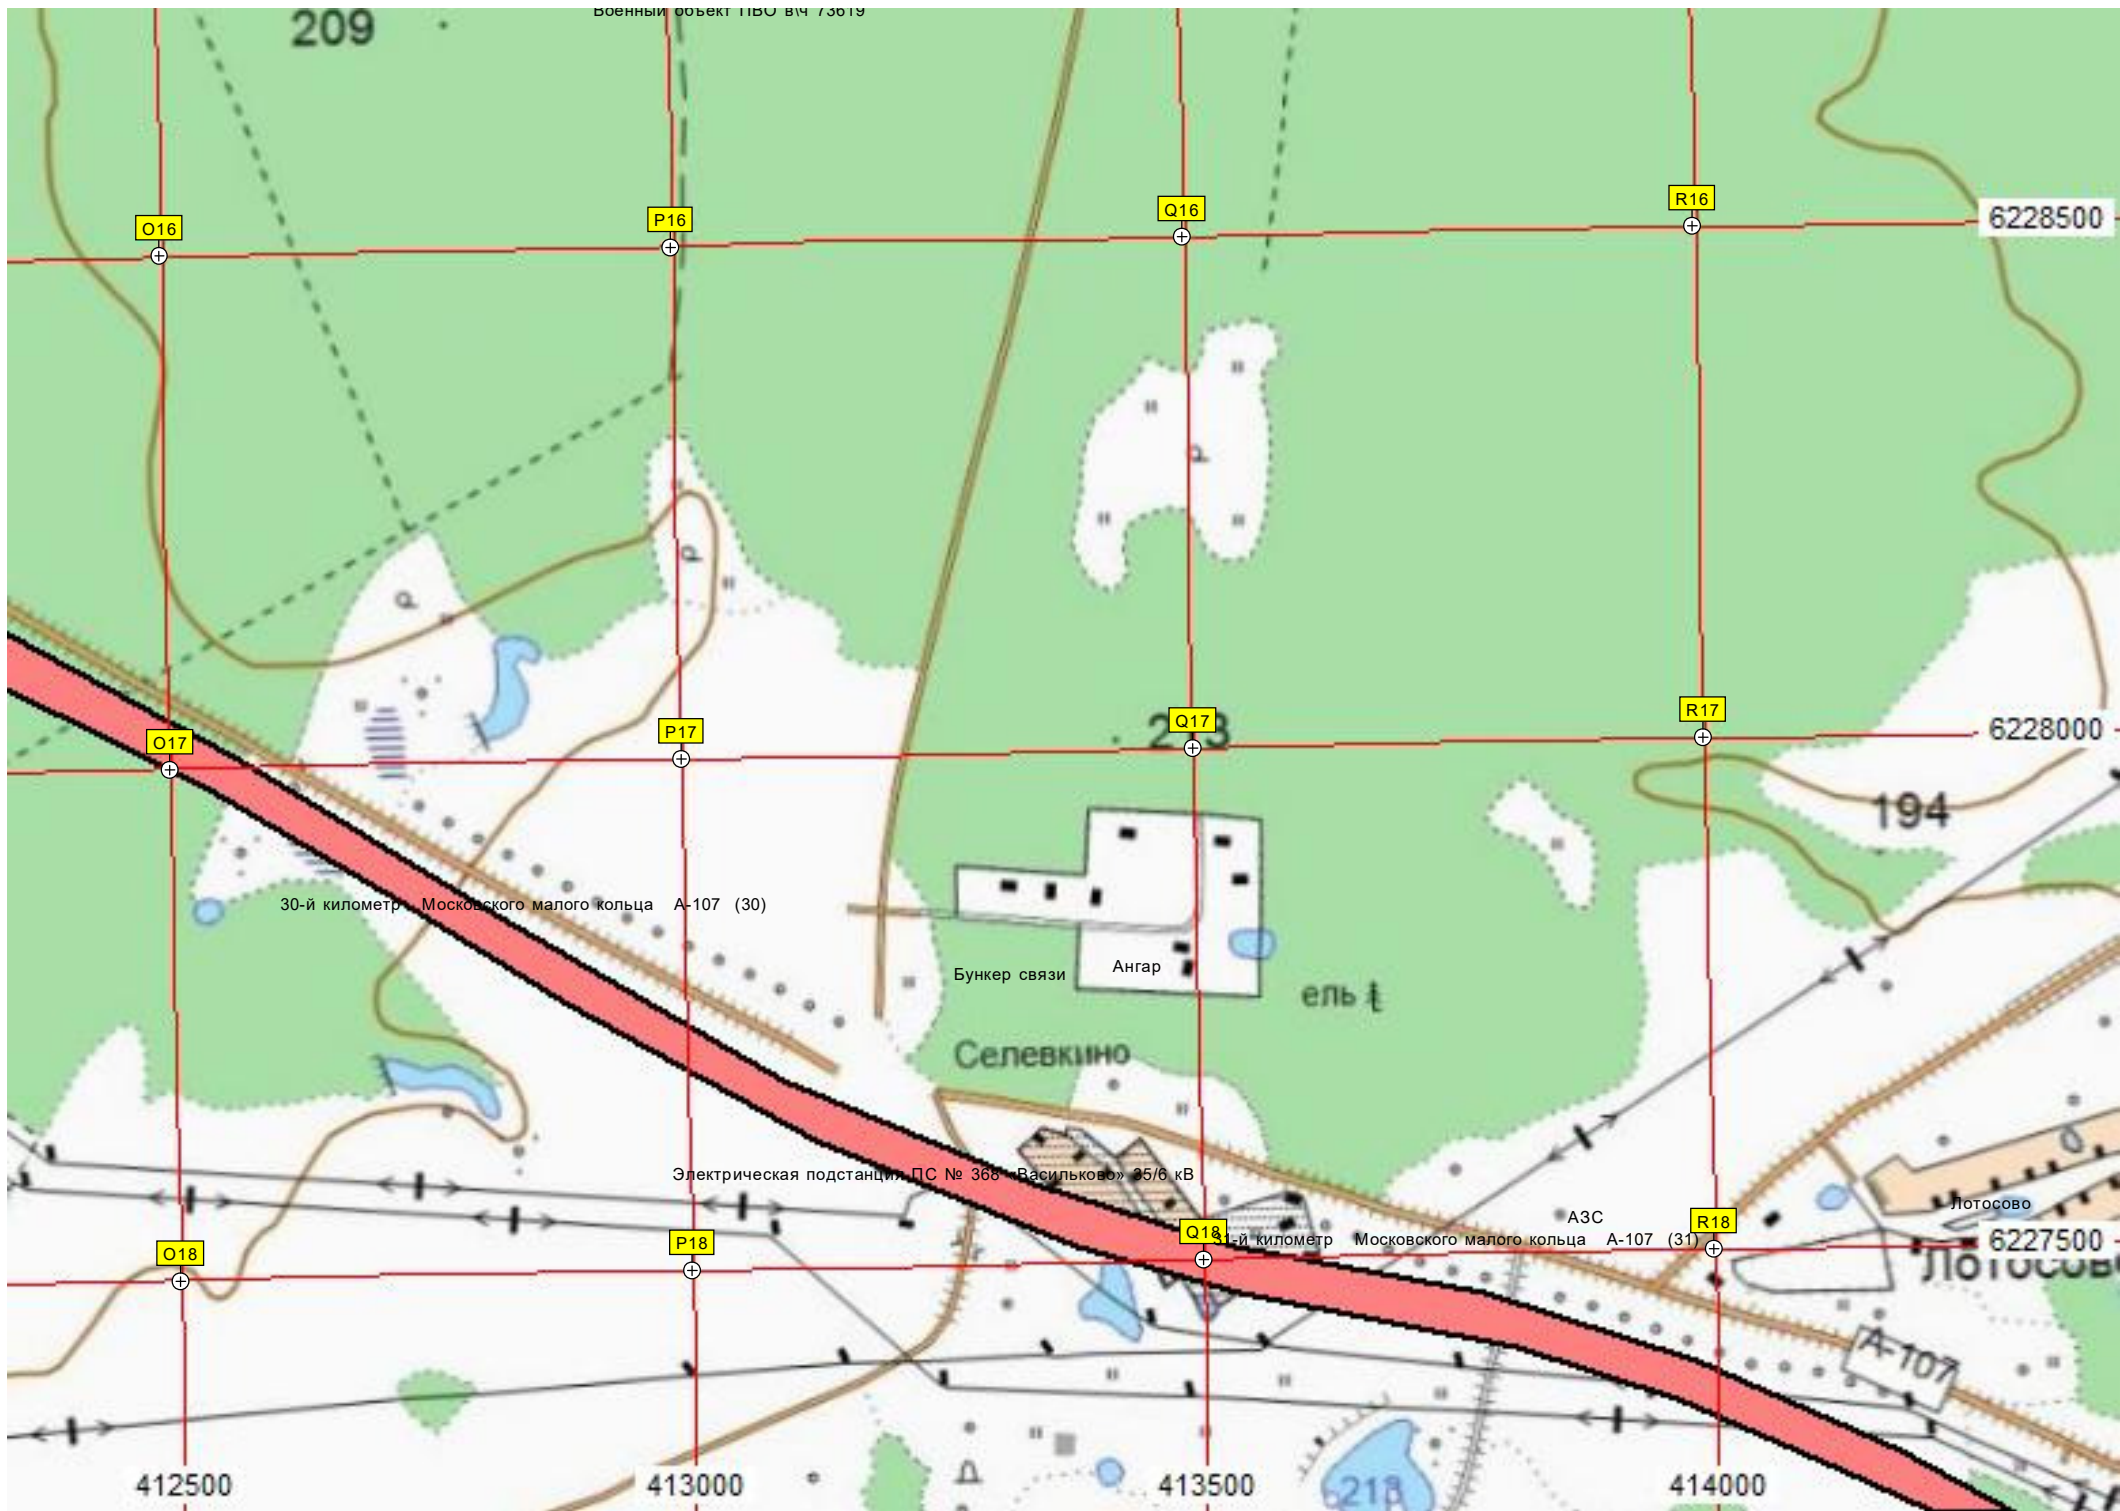 Военный объект ПВО в\ч 73619
209
O16
P16
Q16
R16
6228500
O17
P17
Q17
R17
6228000
194
30-й километр Московского малого кольца А-107 (30)
Бункер связи
Ангар
ель
Селевкино
Электрическая подстанция ПС № 368 «Васильково» 35/6 кВ
АЗС
Лотосово
O18
P18
Q18
R18
31-й километр Московского малого кольца А-107 (31)
6227500
Лотосово
А-107
213
412500
413000
413500
414000